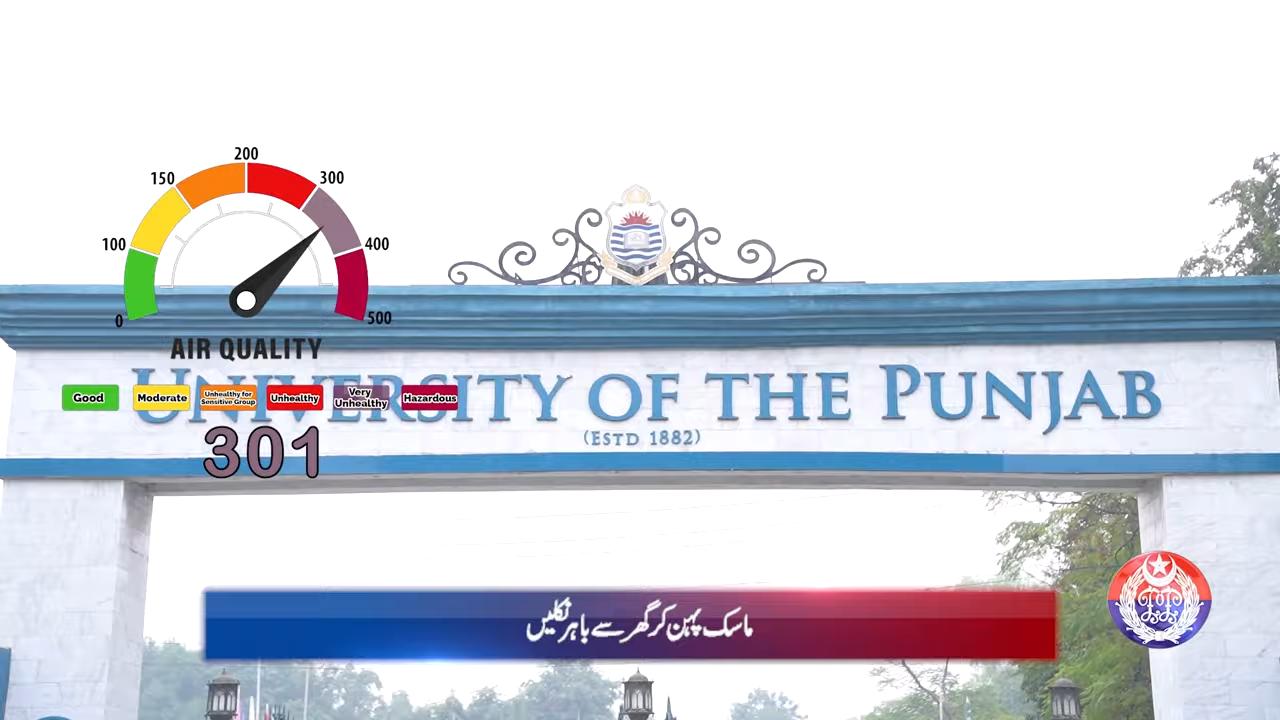 200
150
300
100
400
0
500
AIR QUALITY
Good
Moderate
Unhealthy for
Sensitive Group
Unhealthy
Very
Unhealthy
Hazardous
301
UNIVERSITY OF THE PUNJAB
(ESTD 1882)
ماسک پہن کر گھر سے باہر نکلیں